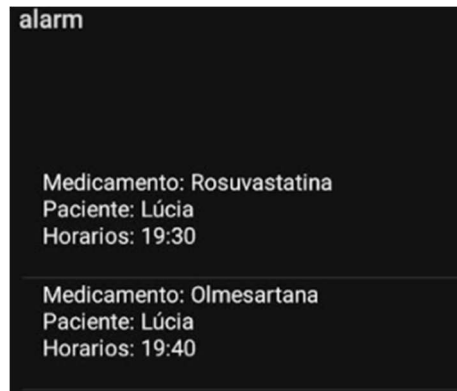 alarm
Medicamento: Rosuvastatina
Paciente: Lúcia
Horarios: 19:30
Medicamento: Olmesartana
Paciente: Lúcia
Horarios: 19:40